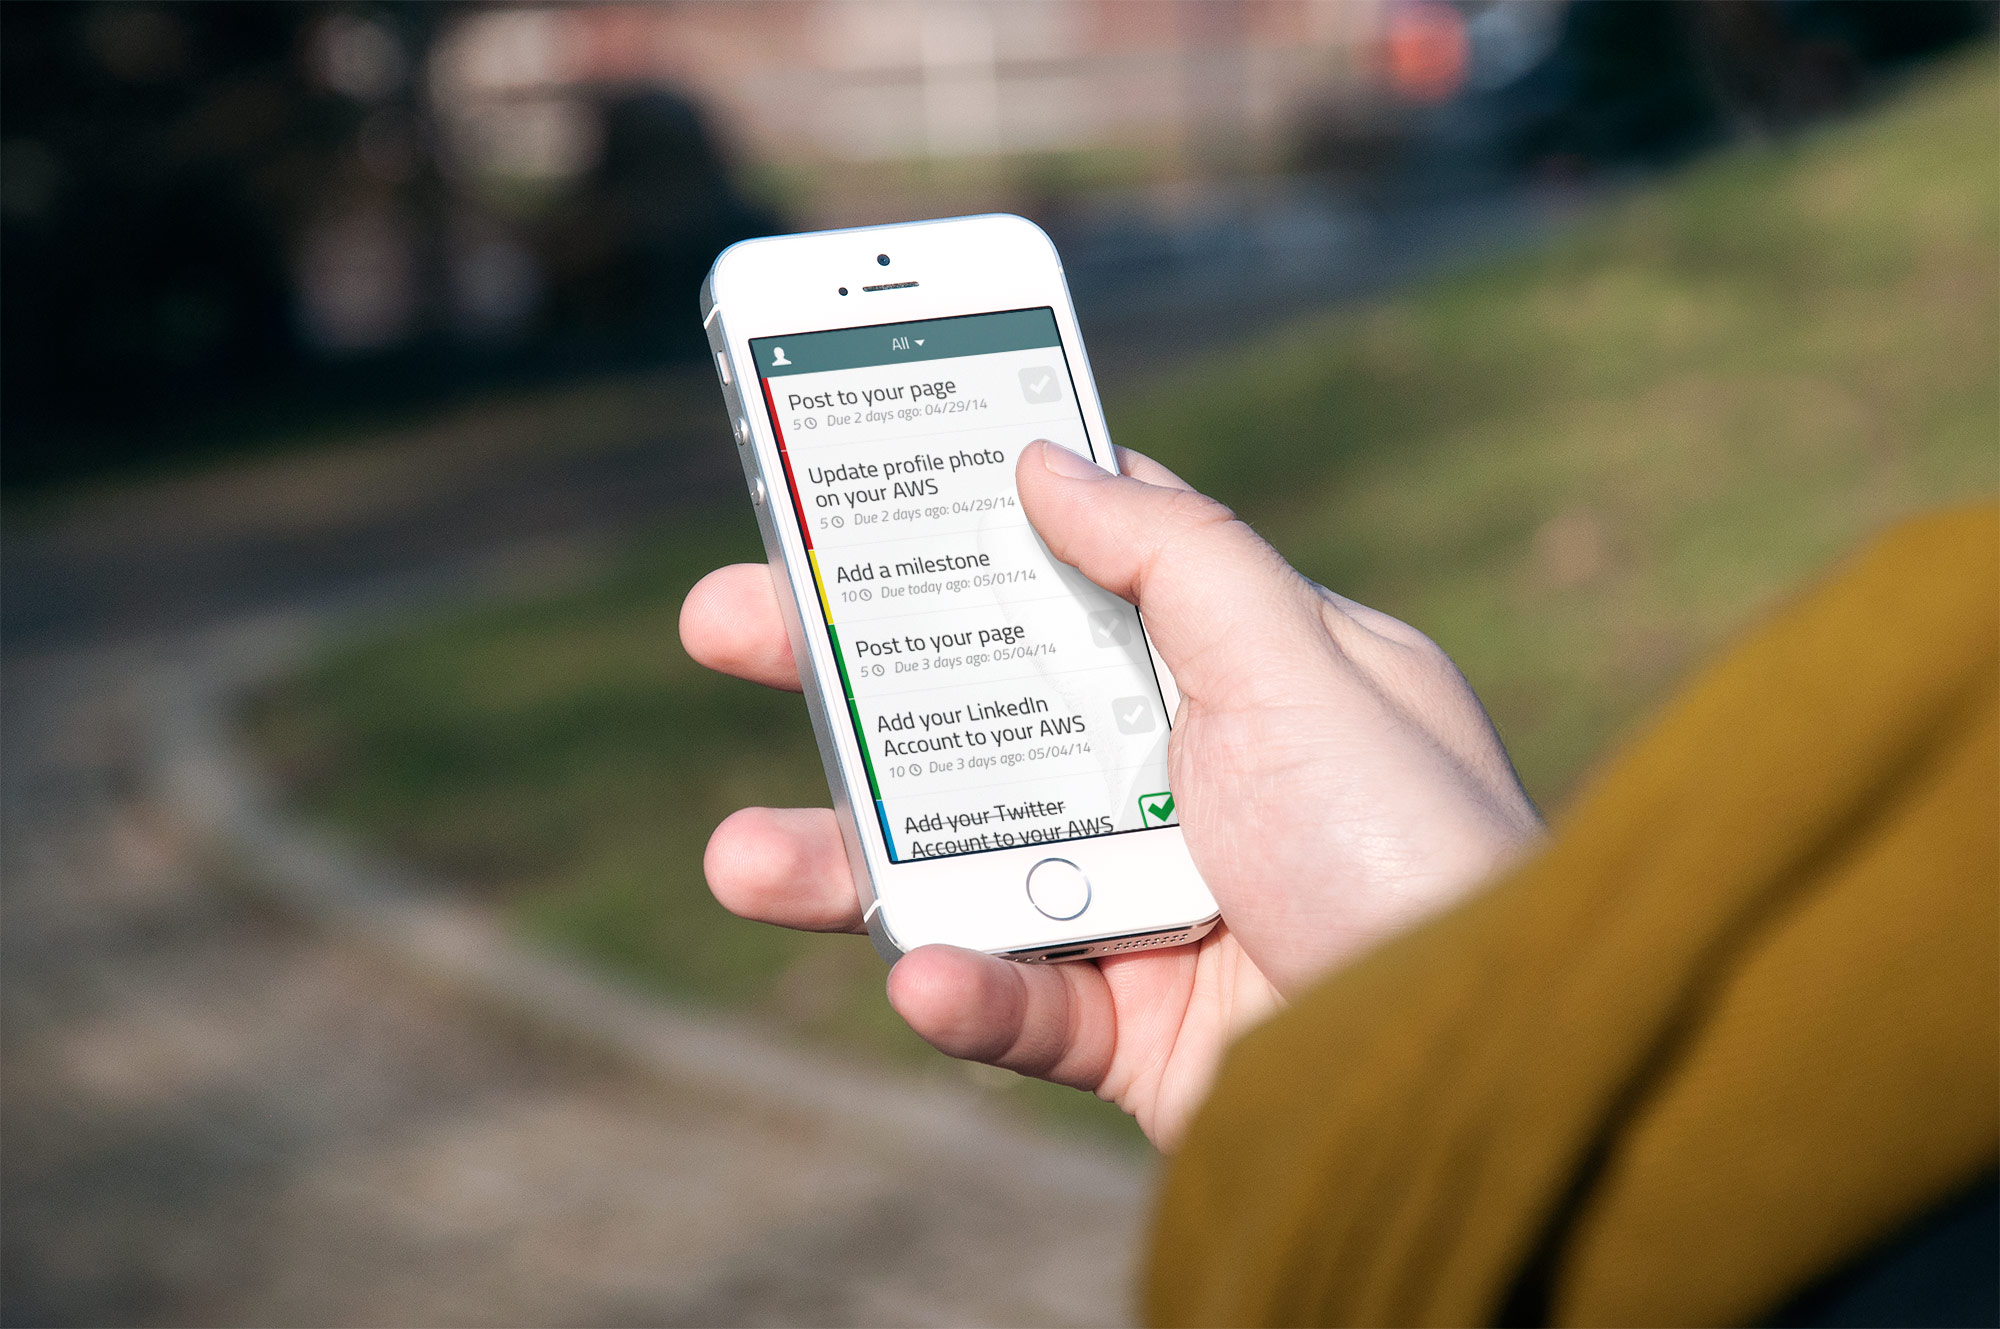 All
Post to your page
5 Due 2 days ago: 04/29/14
Update profile photo
on your AWS
5 Due 2 days ago: 04/29/14
Add a milestone
10 Due today ago: 05/01/14
Post to your page
5 Due 3 days ago: 05/04/14
Add your LinkedIn
Account to your AWS
10 Due 3 days ago: 05/04/14
Add your Twitter
Account to your AWS